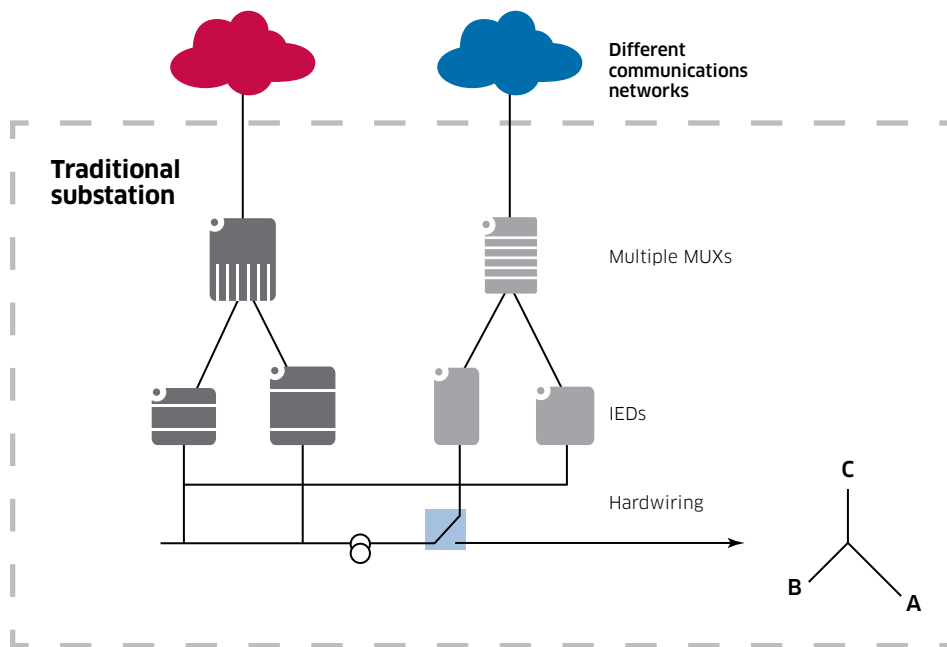 Different
communications
networks
Traditional
substation
Multiple MUXs
IEDs
Hardwiring
C
B
A